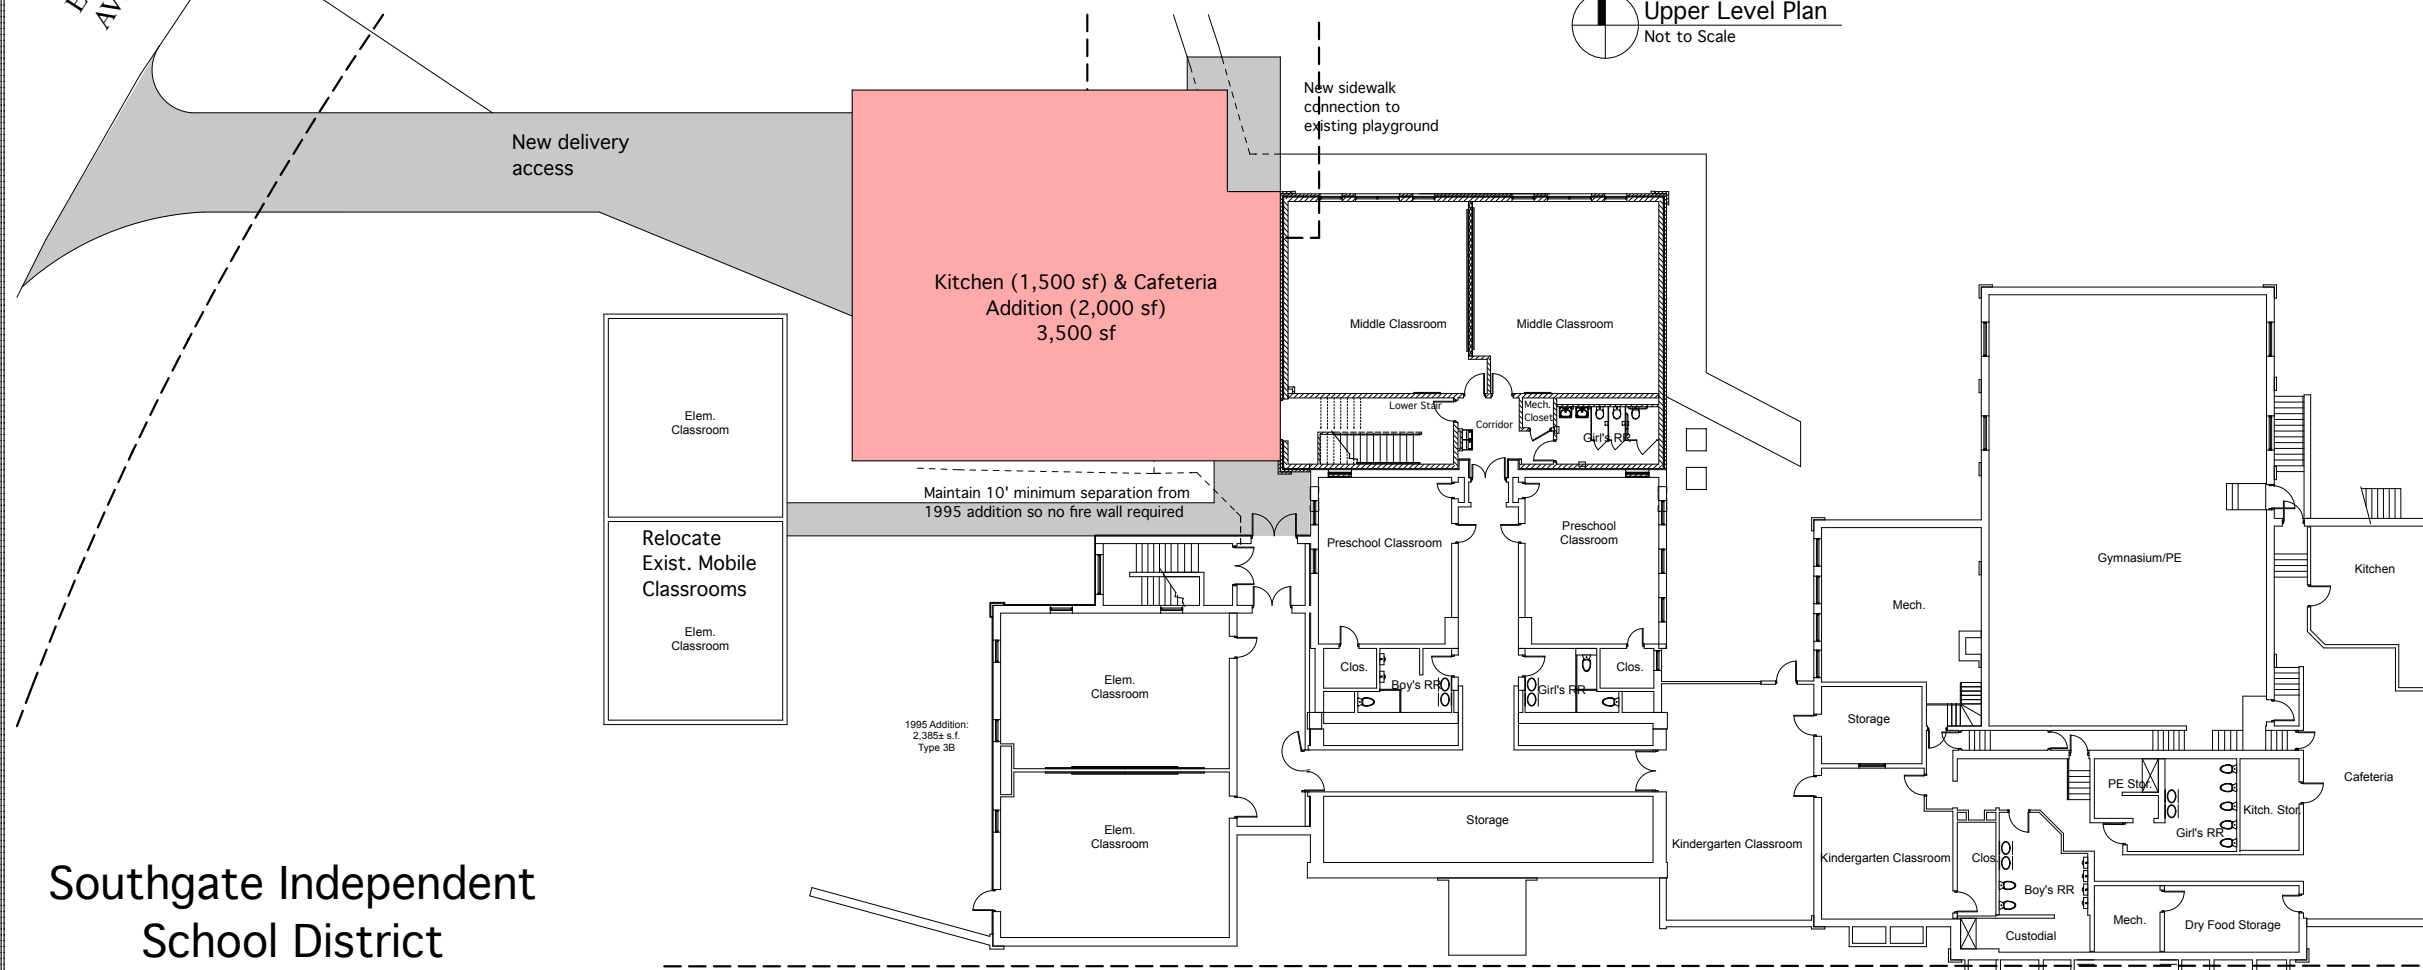 AV
Upper Level Plan
Not to Scale
New sidewalk
connection to
existing playground
New delivery
access
Kitchen (1,500 sf) & Cafeteria
Addition (2,000 sf)
3,500 sf
Middle Classroom
Middle Classroom
Lower Stair
Mech.
Closet
Corridor
Girl's RR
Elem.
Classroom
Maintain 10' minimum separation from
1995 addition so no fire wall required
Relocate
Exist. Mobile
Classrooms
Elem.
Classroom
Preschool Classroom
Preschool
Classroom
Gymnasium/PE
Kitchen
Mech.
Clos.
Boy's RR
Girl's RR
Clos.
Elem.
Classroom
1995 Addition:
2,385± s.f.
Type 3B
Storage
Cafeteria
PE Stor.
Kitch. Stor.
Girl's RR
Elem.
Classroom
Storage
Kindergarten Classroom
Kindergarten Classroom
Clos.
Boy's RR
Mech.
Dry Food Storage
Custodial
Southgate Independent
School District